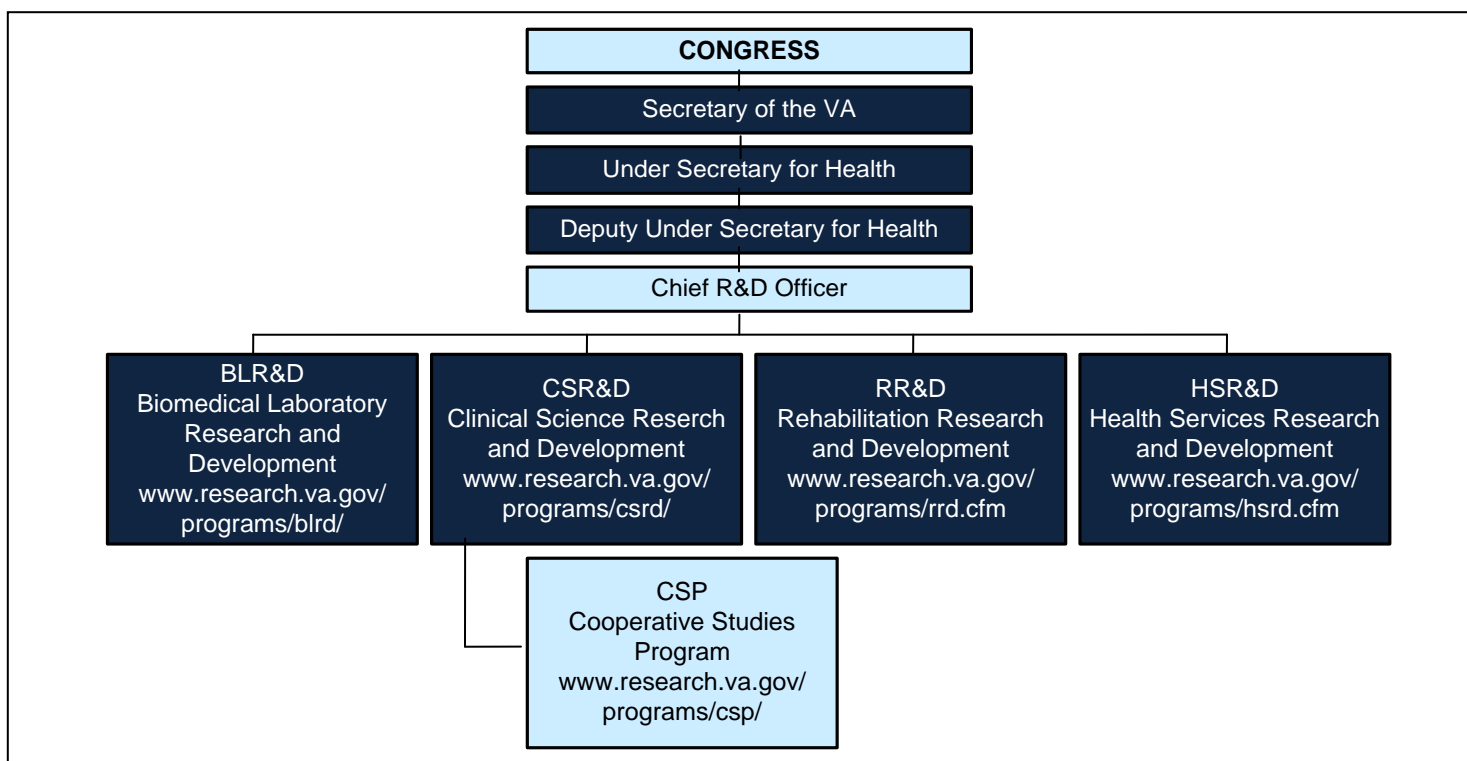 CONGRESS
Secretary of the VA
Under Secretary for Health
Deputy Under Secretary for Health
Chief R&D Officer
BLR&D
Biomedical Laboratory
Research and
Development
www.research.va.gov/
programs/blrd/
CSR&D
Clinical Science Reserch
and Development
www.research.va.gov/
programs/csrd/
RR&D
Rehabilitation Research
and Development
www.research.va.gov/
programs/rrd.cfm
HSR&D
Health Services Research
and Development
www.research.va.gov/
programs/hsrd.cfm
CSP
Cooperative Studies
Program
www.research.va.gov/
programs/csp/